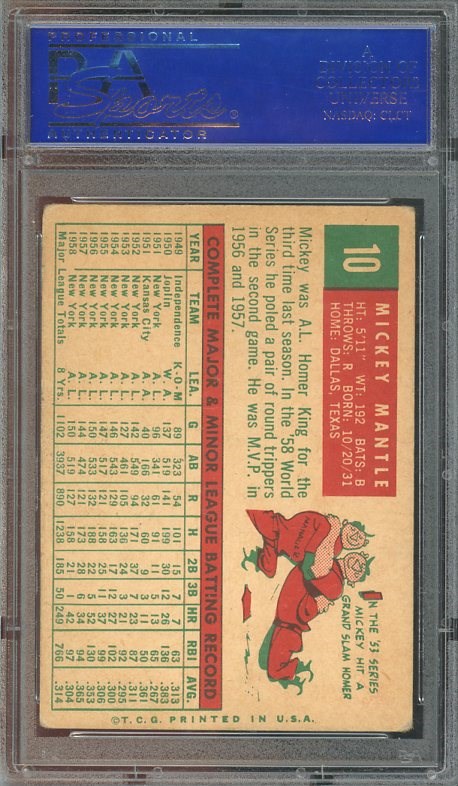 PROFESSIONAL
PSA
Sports®
AUTHENTICATOR
A
DIVISION OF
COLLECTORS
UNIVERSE
NASDAQ: CLCT
10
MICKEY MANTLE
HT: 5'11" WT: 192 BATS: B
THROWS: R BORN: 10/20/31
HOME: DALLAS, TEXAS
Mickey was A.L. Homer King for the
third time last season. In the '58 World
Series he poled a pair of round trippers
in the second game. He was M.V.P. in
1956 and 1957.
IN THE '53 SERIES
MICKEY HIT A
GRAND SLAM HOMER
COMPLETE MAJOR & MINOR LEAGUE BATTING RECORD
YEAR TEAM LEA. G AB R H 2B 3B HR RBI AVG.
1949 Independence K-O-M 89 323 54 101 15 7 7 63 .313
1950 Joplin W. A. 137 519 141 199 30 12 26 136 .383
New York A. L. 96 341 61 91 11 5 13 65 .267
1951 Kansas City A. A. 40 166 32 60 9 3 11 50 .361
1952 New York A. L. 142 549 94 171 37 7 23 87 .311
1953 New York A. L. 127 461 105 136 24 3 21 92 .295
1954 New York A. L. 146 543 129 163 17 12 27 102 .300
1955 New York A. L. 147 517 121 158 25 11 37 99 .306
1956 New York A. L. 150 533 132 188 22 5 52 130 .353
1957 New York A. L. 144 474 121 173 28 6 34 94 .365
1958 New York A. L. 150 519 127 158 21 1 42 97 .304
Major League Totals 8 Yrs. 1102 3937 890 1238 185 50 249 766 .314
©T.C.G. PRINTED IN U.S.A.